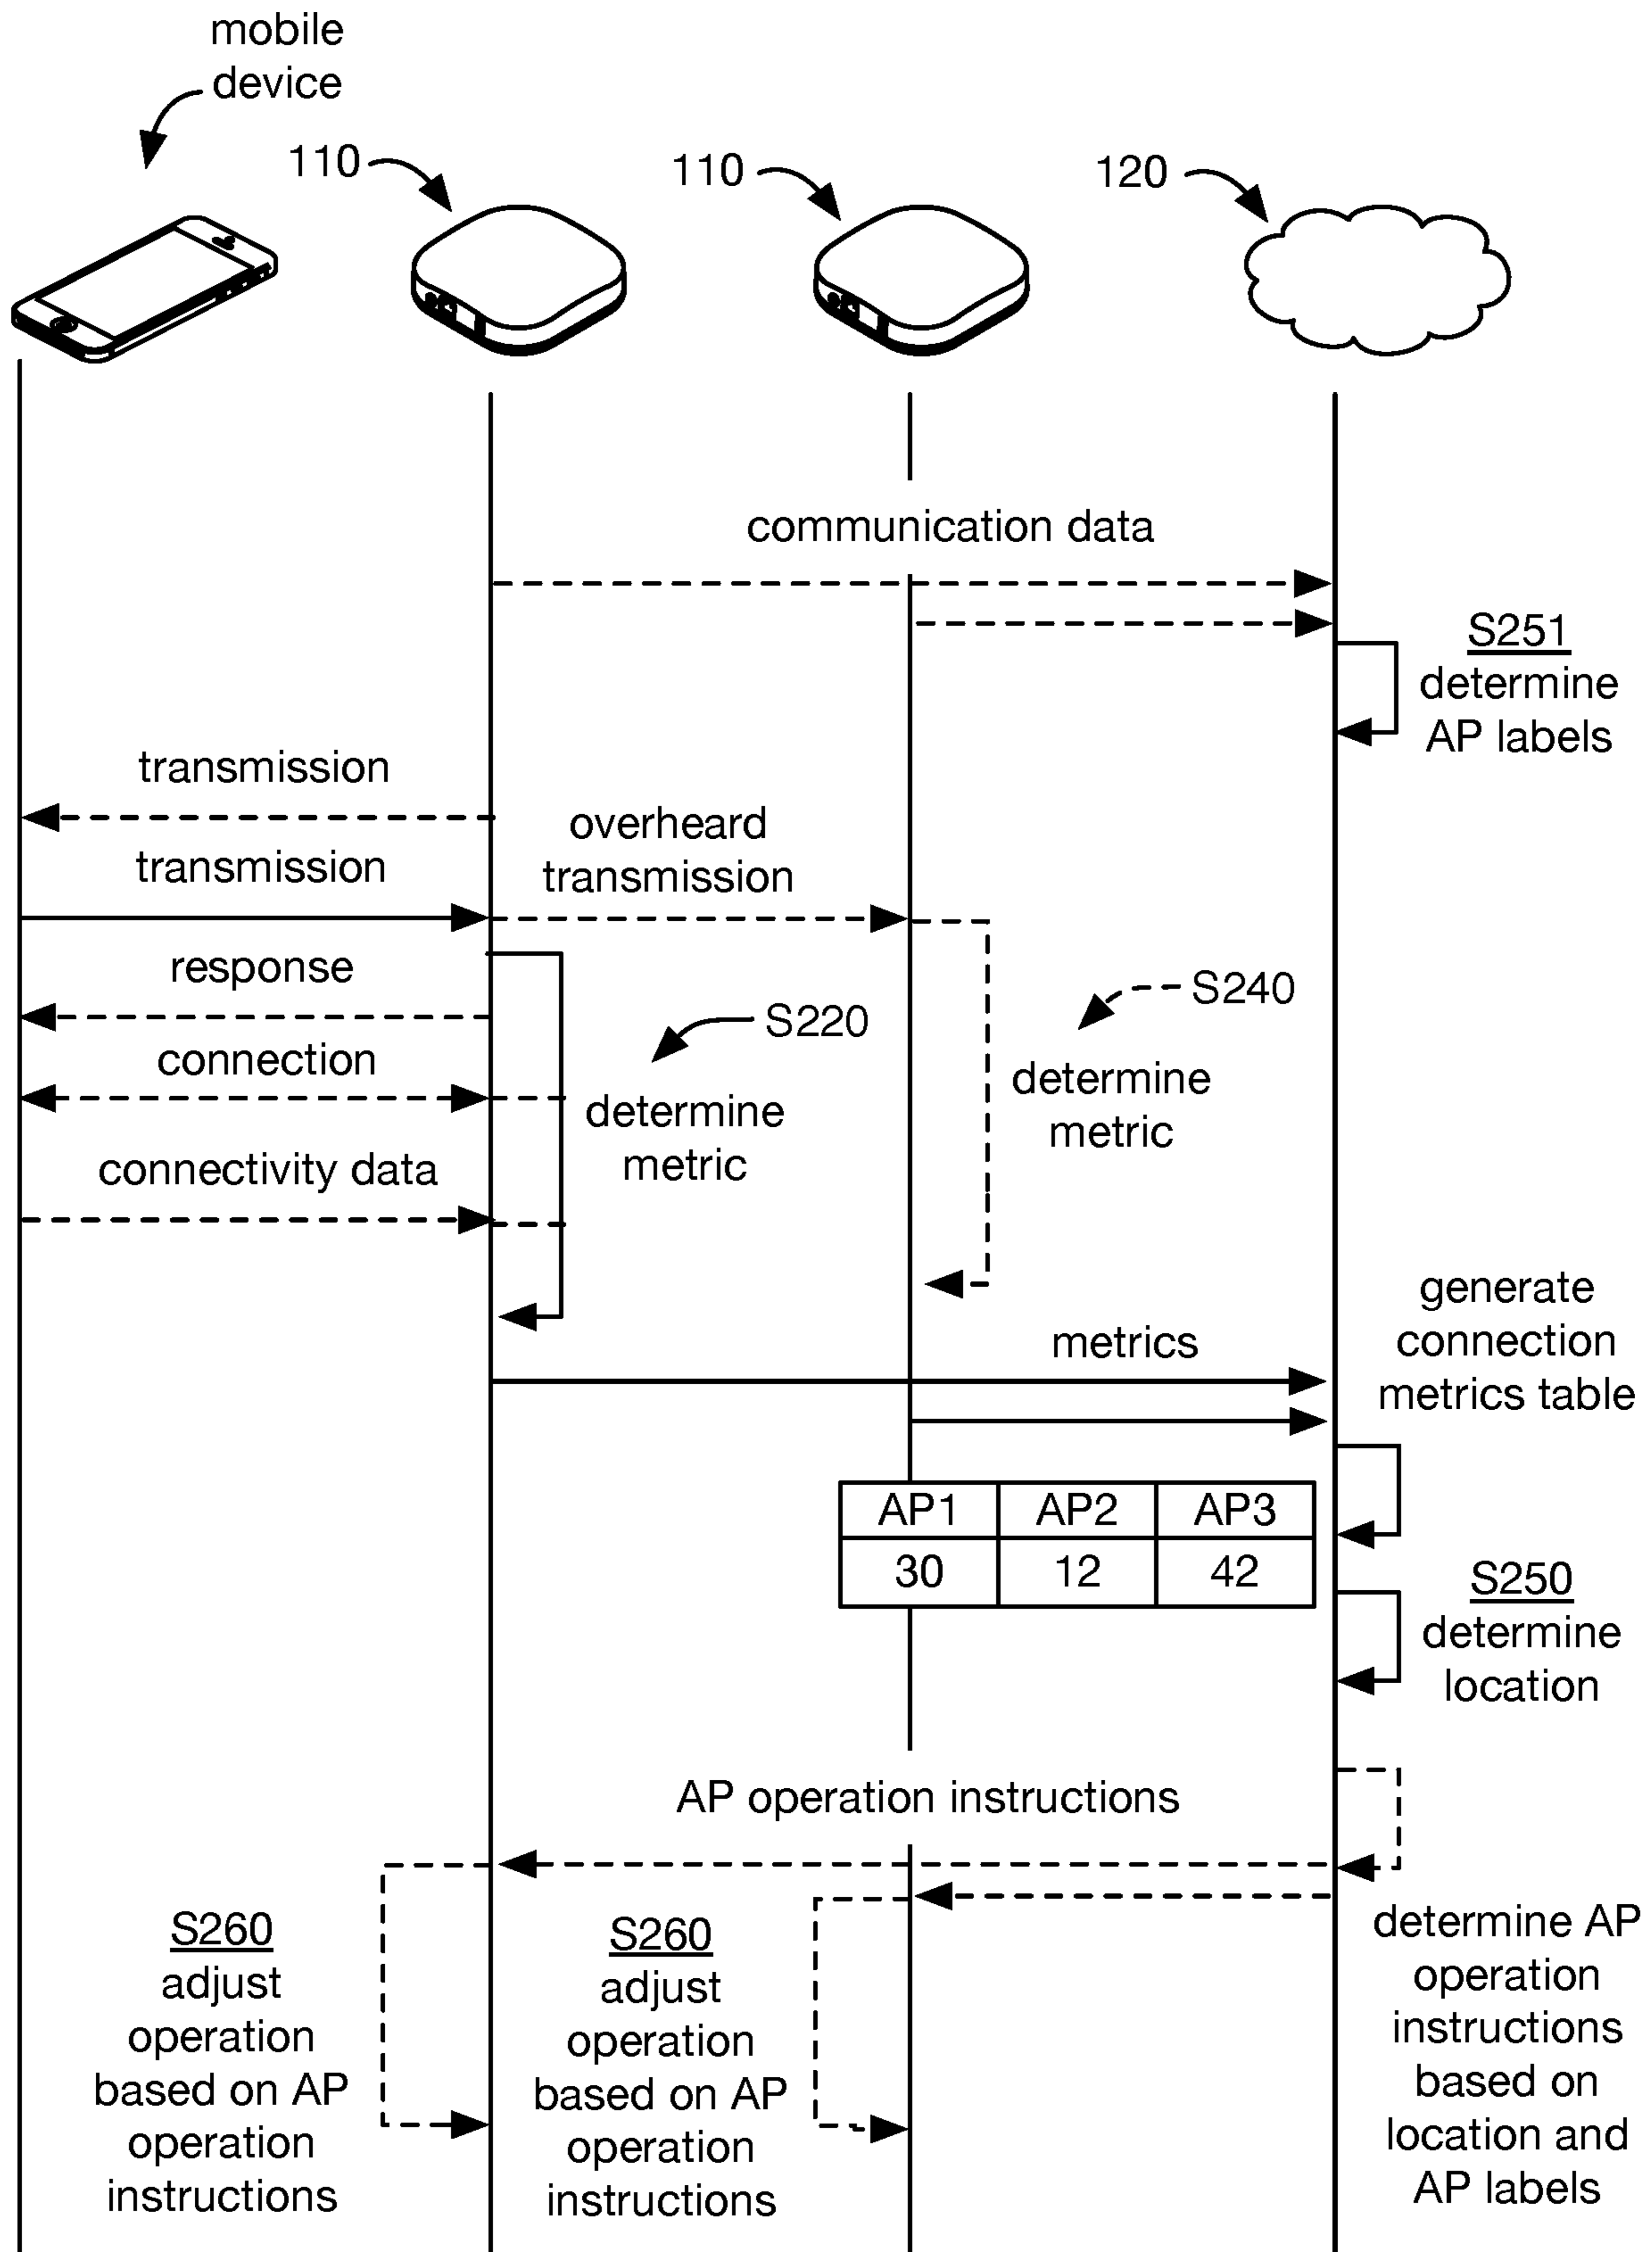 mobile
device
110
110
120
communication data
S251
determine
AP labels
transmission
overheard
transmission
transmission
response
S240
S220
connection
determine
metric
determine
metric
connectivity data
generate
connection
metrics table
metrics
AP1 AP2 AP3
30 12 42
S250
determine
location
AP operation instructions
S260
adjust
operation
based on AP
operation
instructions
S260
adjust
operation
based on AP
operation
instructions
determine AP
operation
instructions
based on
location and
AP labels